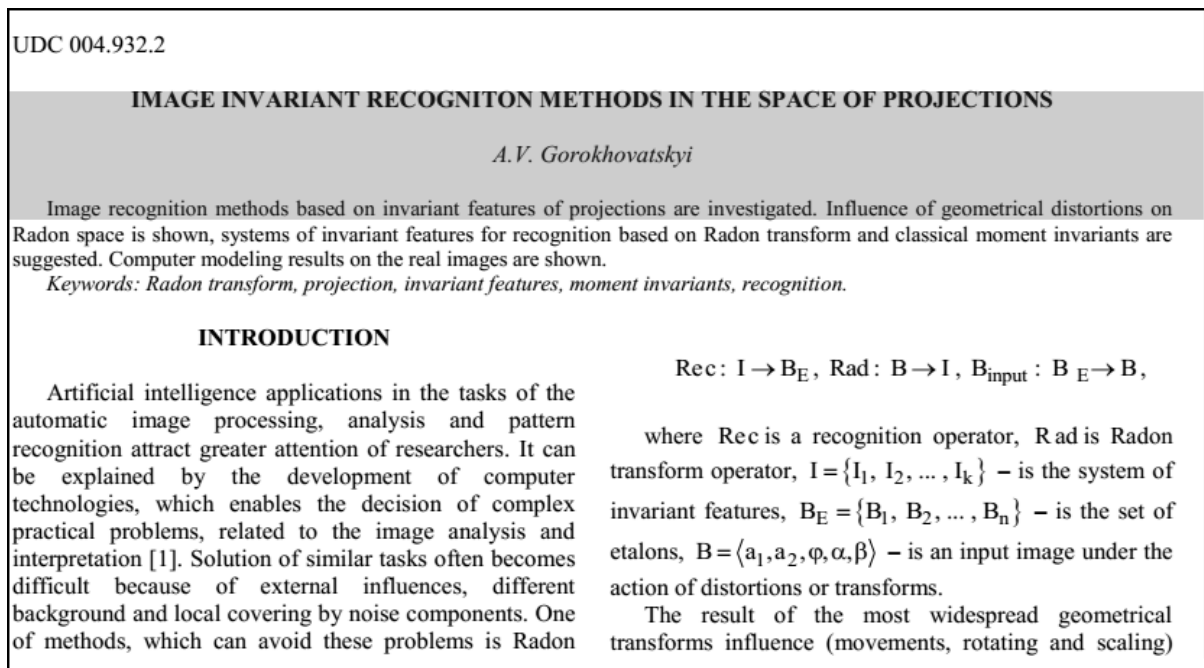 UDC 004.932.2
IMAGE INVARIANT RECOGNITON METHODS IN THE SPACE OF PROJECTIONS
A.V. Gorokhovatskyi
Image recognition methods based on invariant features of projections are investigated. Influence of geometrical distortions on
Radon space is shown, systems of invariant features for recognition based on Radon transform and classical moment invariants are
suggested. Computer modeling results on the real images are shown.
Keywords: Radon transform, projection, invariant features, moment invariants, recognition.
INTRODUCTION
Artificial intelligence applications in the tasks of the
automatic image processing, analysis and pattern
recognition attract greater attention of researchers. It can
be explained by the development of computer
technologies, which enables the decision of complex
practical problems, related to the image analysis and
interpretation [1]. Solution of similar tasks often becomes
difficult because of external influences, different
background and local covering by noise components. One
of methods, which can avoid these problems is Radon
Rec: I → B_E, Rad: B → I, B_input : B_E → B,
where Rec is a recognition operator, Rad is Radon
transform operator, I = {I₁, I₂, ... , I_k} – is the system of
invariant features, B_E = {B₁, B₂, ... , B_n} – is the set of
etalons, B = ⟨a₁,a₂,φ,α,β⟩ – is an input image under the
action of distortions or transforms.
The result of the most widespread geometrical
transforms influence (movements, rotating and scaling)